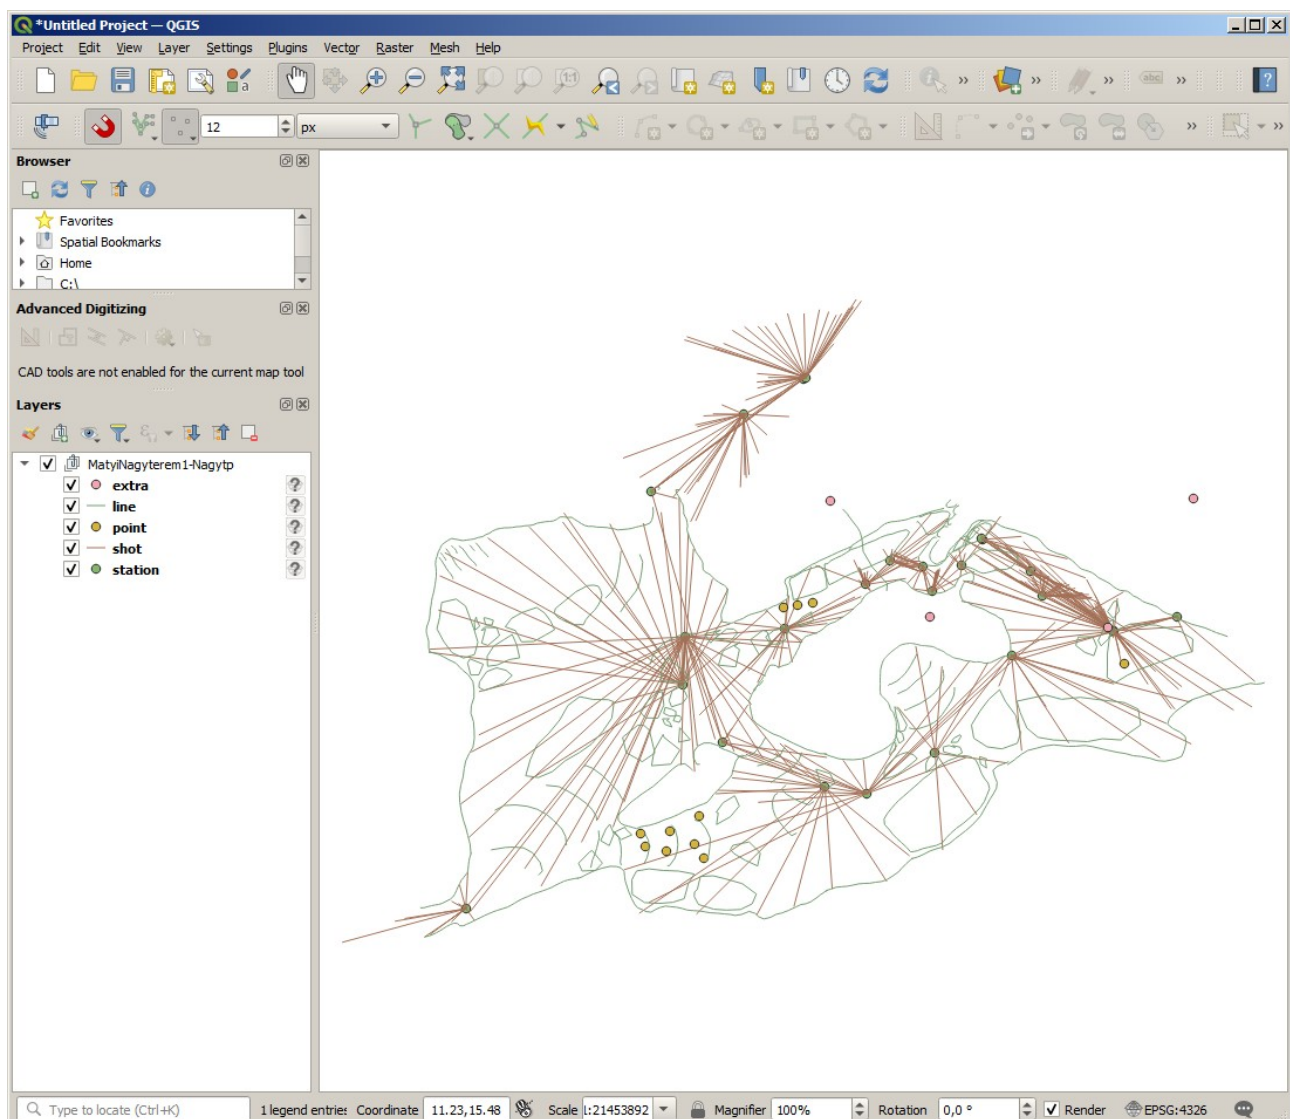 *Untitled Project — QGIS
Project Edit View Layer Settings Plugins Vector Raster Mesh Help
abc
12 px
Browser
Favorites
Spatial Bookmarks
Home
C:\
Advanced Digitizing
CAD tools are not enabled for the current map tool
Layers
MatyiNagyterem1-Nagytp
extra ?
line ?
point ?
shot ?
station ?
Type to locate (Ctrl+K) 1 legend entries Coordinate 11.23,15.48 Scale 1:21453892 Magnifier 100% Rotation 0,0 ° Render EPSG:4326